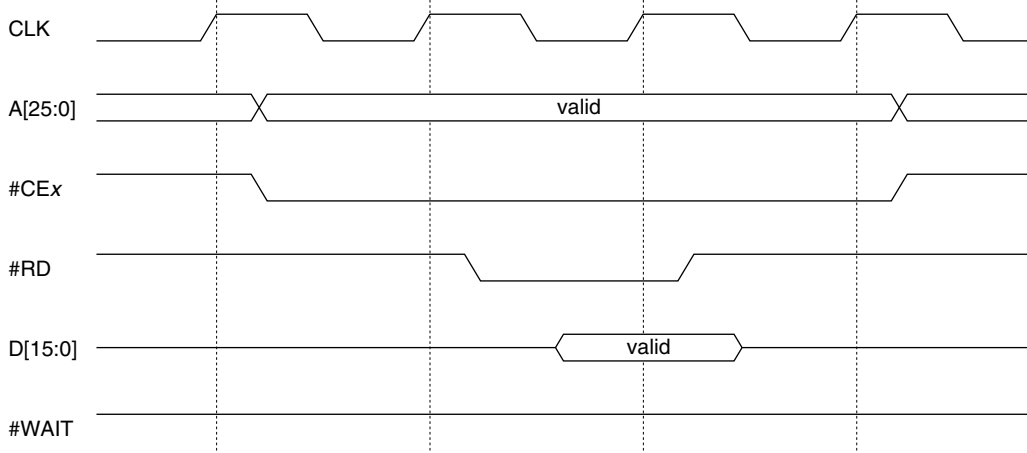 CLK
A[25:0] valid
#CEx
#RD
D[15:0] valid
#WAIT